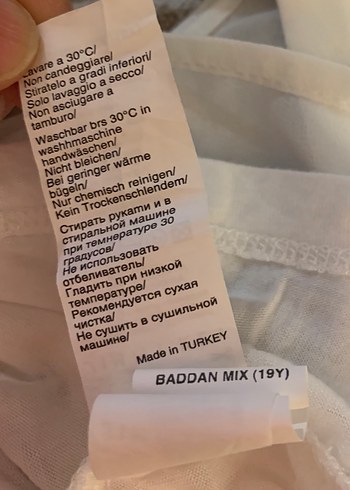 Lavare a 30°C/
Non candeggiare/
Stiratelo a gradi inferiori/
Solo lavaggio a secco/
Non asciugare a
tamburo/
Waschbar brs 30°C in
washhmaschine
handwäschen/
Nicht bleichen/
Bei geringer wärme
bügeln/
Nur chemisch reinigen/
Kein Trockenschlendem/
Стирать рукати и в
стиральной машине
при темнературе 30
градусов/
Не использовать
отбеливатель/
Гладить при низкой
температуре/
Рекомендуется сухая
чистка/
Не сушить в сушильной
машине/
Made in TURKEY
BADDAN MIX (19Y)